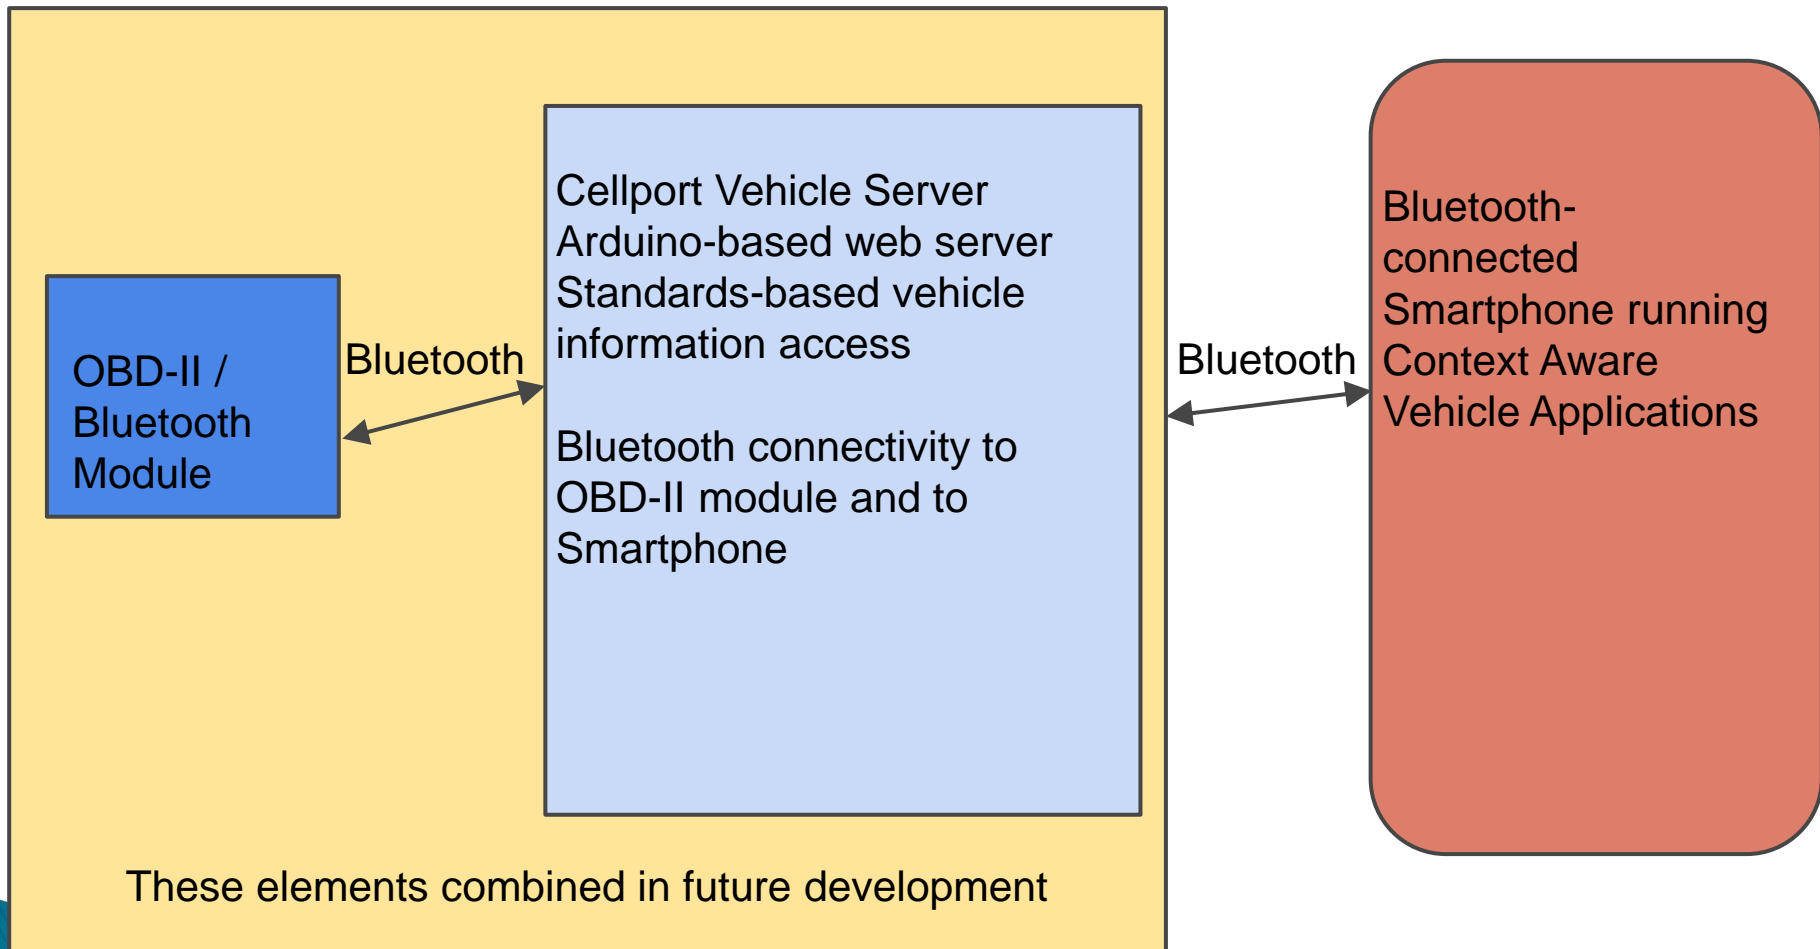 OBD-II /
Bluetooth
Module
Bluetooth
Cellport Vehicle Server
Arduino-based web server
Standards-based vehicle
information access
Bluetooth connectivity to
OBD-II module and to
Smartphone
Bluetooth
Bluetooth-
connected
Smartphone running
Context Aware
Vehicle Applications
These elements combined in future development